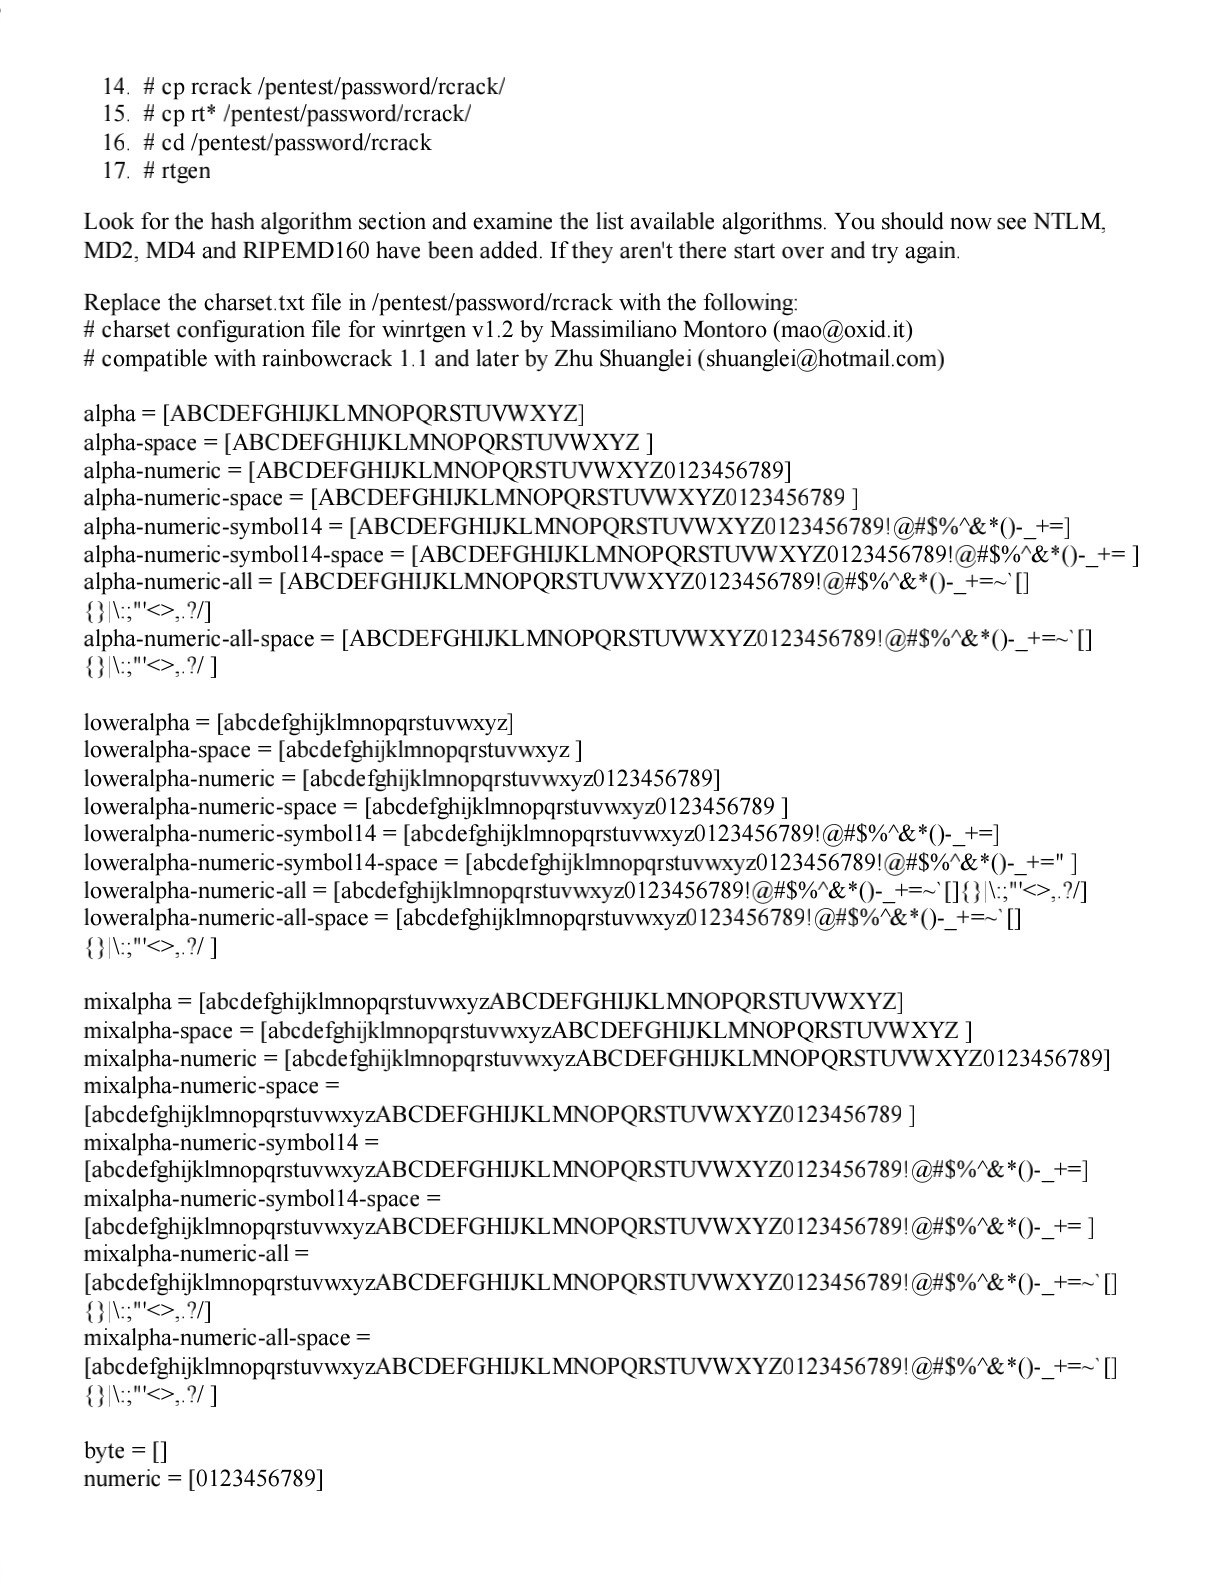 14. # cp rcrack /pentest/password/rcrack/
15. # cp rt* /pentest/password/rcrack/
16. # cd /pentest/password/rcrack
17. # rtgen
Look for the hash algorithm section and examine the list available algorithms. You should now see NTLM,
MD2, MD4 and RIPEMD160 have been added. If they aren't there start over and try again.
Replace the charset.txt file in /pentest/password/rcrack with the following:
# charset configuration file for winrtgen v1.2 by Massimiliano Montoro (mao@oxid.it)
# compatible with rainbowcrack 1.1 and later by Zhu Shuanglei (shuanglei@hotmail.com)
alpha = [ABCDEFGHIJKLMNOPQRSTUVWXYZ]
alpha-space = [ABCDEFGHIJKLMNOPQRSTUVWXYZ ]
alpha-numeric = [ABCDEFGHIJKLMNOPQRSTUVWXYZ0123456789]
alpha-numeric-space = [ABCDEFGHIJKLMNOPQRSTUVWXYZ0123456789 ]
alpha-numeric-symbol14 = [ABCDEFGHIJKLMNOPQRSTUVWXYZ0123456789!@#$%^&*()-_+=]
alpha-numeric-symbol14-space = [ABCDEFGHIJKLMNOPQRSTUVWXYZ0123456789!@#$%^&*()-_+= ]
alpha-numeric-all = [ABCDEFGHIJKLMNOPQRSTUVWXYZ0123456789!@#$%^&*()-_+=~`[]
{}|\:;"'<>,.?/]
alpha-numeric-all-space = [ABCDEFGHIJKLMNOPQRSTUVWXYZ0123456789!@#$%^&*()-_+=~`[]
{}|\:;"'<>,.?/ ]
loweralpha = [abcdefghijklmnopqrstuvwxyz]
loweralpha-space = [abcdefghijklmnopqrstuvwxyz ]
loweralpha-numeric = [abcdefghijklmnopqrstuvwxyz0123456789]
loweralpha-numeric-space = [abcdefghijklmnopqrstuvwxyz0123456789 ]
loweralpha-numeric-symbol14 = [abcdefghijklmnopqrstuvwxyz0123456789!@#$%^&*()-_+=]
loweralpha-numeric-symbol14-space = [abcdefghijklmnopqrstuvwxyz0123456789!@#$%^&*()-_+=" ]
loweralpha-numeric-all = [abcdefghijklmnopqrstuvwxyz0123456789!@#$%^&*()-_+=~`[]{}|\:;"'<>,.?/]
loweralpha-numeric-all-space = [abcdefghijklmnopqrstuvwxyz0123456789!@#$%^&*()-_+=~`[]
{}|\:;"'<>,.?/ ]
mixalpha = [abcdefghijklmnopqrstuvwxyzABCDEFGHIJKLMNOPQRSTUVWXYZ]
mixalpha-space = [abcdefghijklmnopqrstuvwxyzABCDEFGHIJKLMNOPQRSTUVWXYZ ]
mixalpha-numeric = [abcdefghijklmnopqrstuvwxyzABCDEFGHIJKLMNOPQRSTUVWXYZ0123456789]
mixalpha-numeric-space =
[abcdefghijklmnopqrstuvwxyzABCDEFGHIJKLMNOPQRSTUVWXYZ0123456789 ]
mixalpha-numeric-symbol14 =
[abcdefghijklmnopqrstuvwxyzABCDEFGHIJKLMNOPQRSTUVWXYZ0123456789!@#$%^&*()-_+=]
mixalpha-numeric-symbol14-space =
[abcdefghijklmnopqrstuvwxyzABCDEFGHIJKLMNOPQRSTUVWXYZ0123456789!@#$%^&*()-_+= ]
mixalpha-numeric-all =
[abcdefghijklmnopqrstuvwxyzABCDEFGHIJKLMNOPQRSTUVWXYZ0123456789!@#$%^&*()-_+=~`[]
{}|\:;"'<>,.?/]
mixalpha-numeric-all-space =
[abcdefghijklmnopqrstuvwxyzABCDEFGHIJKLMNOPQRSTUVWXYZ0123456789!@#$%^&*()-_+=~`[]
{}|\:;"'<>,.?/ ]
byte = []
numeric = [0123456789]